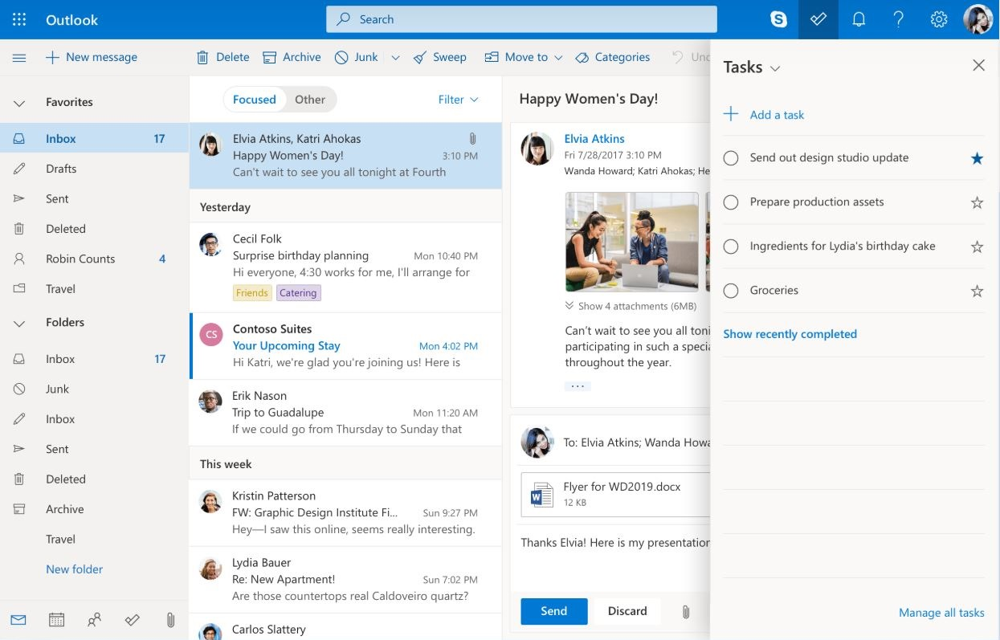 Outlook
Search
New message
Delete
Archive
Junk
Sweep
Move to
Categories
Favorites
Inbox 17
Drafts
Sent
Deleted
Robin Counts 4
Travel
Folders
Inbox 17
Junk
Inbox
Sent
Deleted
Archive
Travel
New folder
Focused
Other
Filter
Elvia Atkins, Katri Ahokas
Happy Women's Day! 3:10 PM
Can't wait to see you all tonight at Fourth
Yesterday
Cecil Folk
Surprise birthday planning Mon 10:40 PM
Hi everyone, 4:30 works for me, I'll arrange for
Friends Catering
CS
Contoso Suites
Your Upcoming Stay Mon 4:02 PM
Hi Katri, we're glad you're joining us! Here is
Erik Nason
Trip to Guadalupe Mon 11:20 AM
If we could go from Thursday to Sunday that
This week
Kristin Patterson
FW: Graphic Design Institute Fi... Sun 9:27 PM
Hey—I saw this online, seems really interesting.
Lydia Bauer
Re: New Apartment! Sun 7:02 PM
Are those countertops real Caldoveiro quartz?
Carlos Slattery
Happy Women's Day!
Elvia Atkins
Fri 7/28/2017 3:10 PM
Wanda Howard; Katri Ahokas; He
Show 4 attachments (6MB)
Can't wait to see you all toni
participating in such a specia
throughout the year.
...
To: Elvia Atkins; Wanda Howa
W
Flyer for WD2019.docx
12 KB
Thanks Elvia! Here is my presentation
Send
Discard
Tasks
Add a task
Send out design studio update
Prepare production assets
Ingredients for Lydia's birthday cake
Groceries
Show recently completed
Manage all tasks